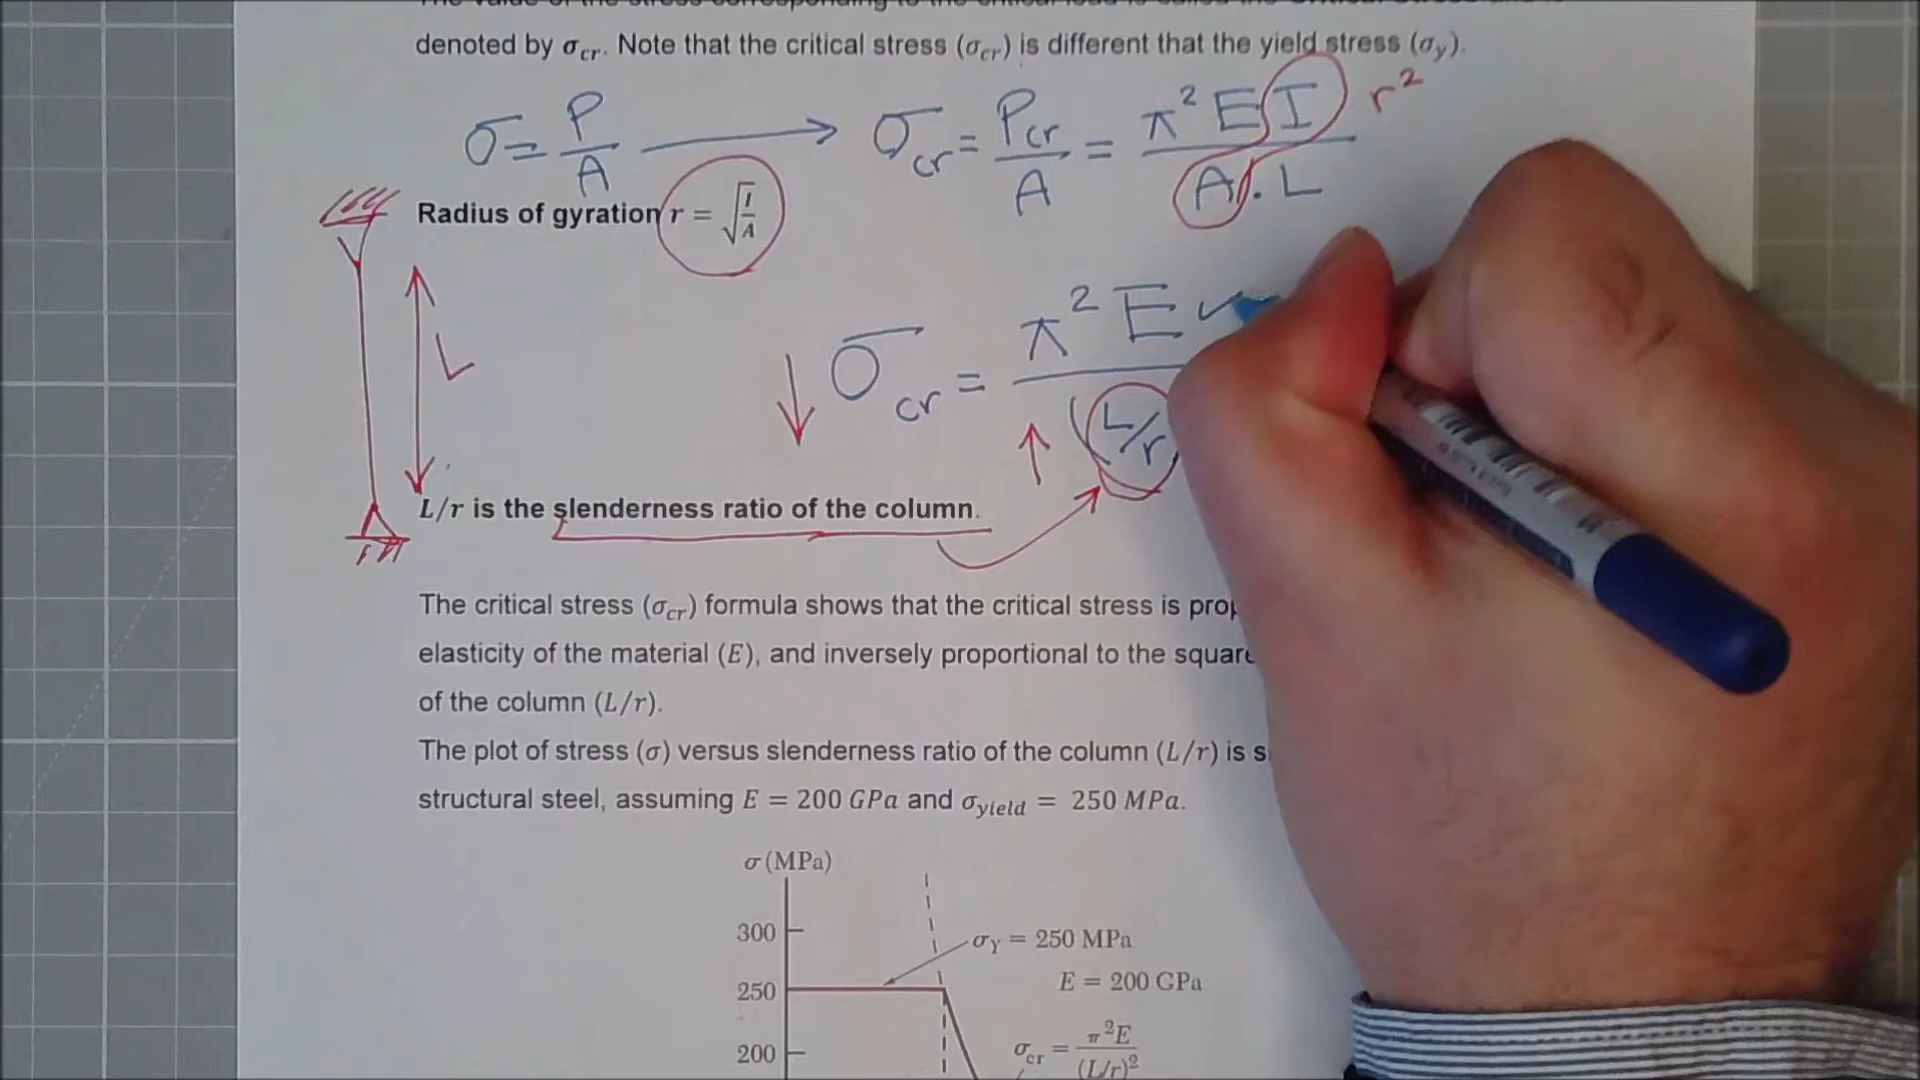 denoted by σcr. Note that the critical stress (σcr) is different that the yield stress (σy).
σ = P/A → σcr = Pcr/A = π² E I / A . L r²
Radius of gyration r = √(I/A)
L
σcr = π² E / (L/r
L/r is the slenderness ratio of the column.
The critical stress (σcr) formula shows that the critical stress is
elasticity of the material (E), and inversely proportional to the square
of the column (L/r).
The plot of stress (σ) versus slenderness ratio of the column (L/r) is
structural steel, assuming E = 200 GPa and σyield = 250 MPa.
σ (MPa)
300
σY = 250 MPa
E = 200 GPa
250
σcr = π²E/(L/r)²
200